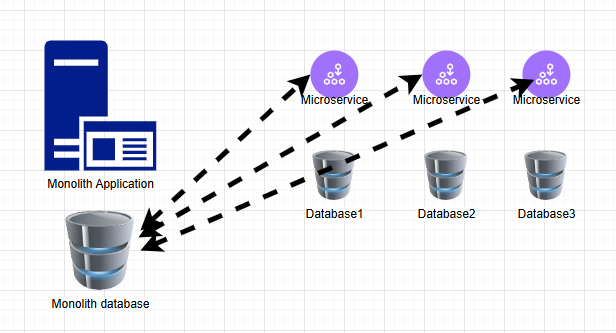 Microservice
Microservice
Microservice
Monolith Application
Database1
Database2
Database3
Monolith database